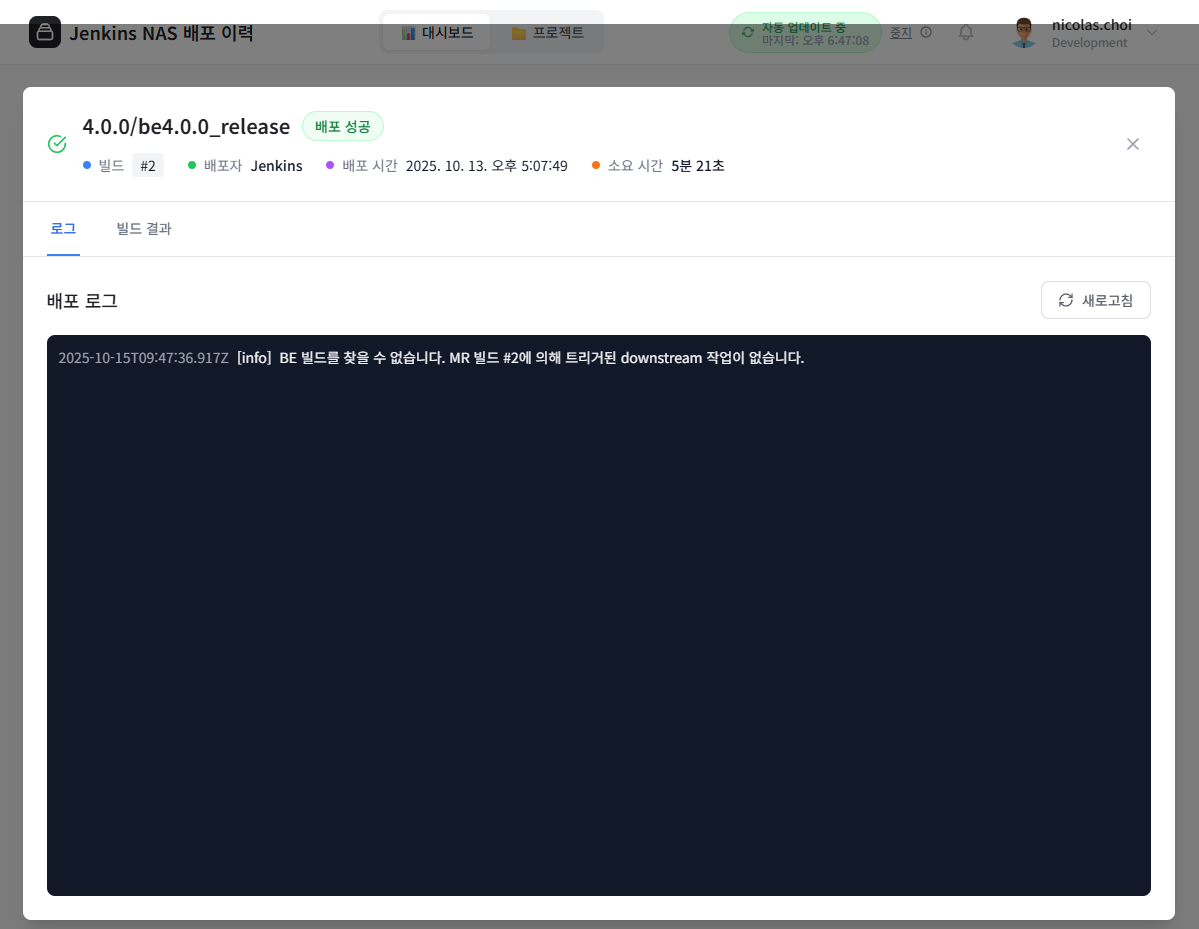 Jenkins NAS 배포 이력
대시보드
프로젝트
자동 업데이트 중
마지막: 오후 6:47:08
중지
nicolas.choi
Development
4.0.0/be4.0.0_release
배포 성공
빌드 #2 배포자 Jenkins 배포 시간 2025. 10. 13. 오후 5:07:49 소요 시간 5분 21초
로그
빌드 결과
배포 로그
새로고침
2025-10-15T09:47:36.917Z [info] BE 빌드를 찾을 수 없습니다. MR 빌드 #2에 의해 트리거된 downstream 작업이 없습니다.